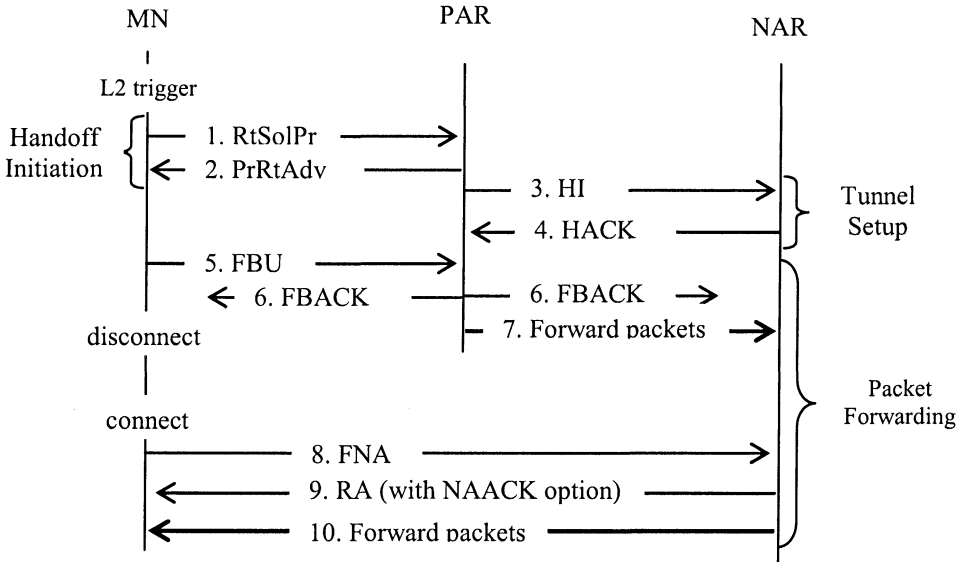 MN
PAR
NAR
L2 trigger
Handoff
Initiation
1. RtSolPr
2. PrRtAdv
3. HI
Tunnel
Setup
4. HACK
5. FBU
6. FBACK
6. FBACK
7. Forward packets
disconnect
Packet
Forwarding
connect
8. FNA
9. RA (with NAACK option)
10. Forward packets